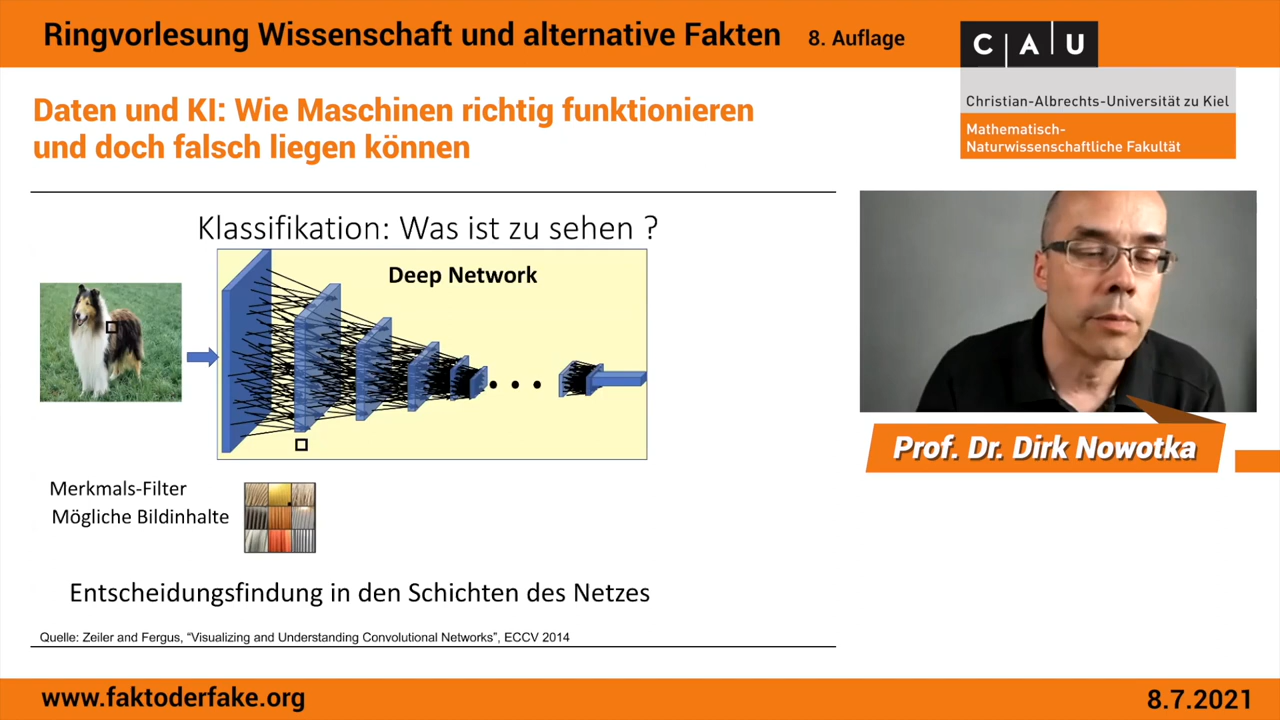 Ringvorlesung Wissenschaft und alternative Fakten 8. Auflage
CAU
Christian-Albrechts-Universität zu Kiel
Mathematisch-
Naturwissenschaftliche Fakultät
Daten und KI: Wie Maschinen richtig funktionieren
und doch falsch liegen können
Klassifikation: Was ist zu sehen ?
Deep Network
Merkmals-Filter
Mögliche Bildinhalte
Entscheidungsfindung in den Schichten des Netzes
Quelle: Zeiler and Fergus, “Visualizing and Understanding Convolutional Networks”, ECCV 2014
Prof. Dr. Dirk Nowotka
www.faktoderfake.org
8.7.2021